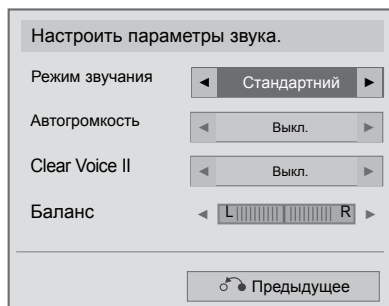 Настроить параметры звука.
Режим звучания ◄ Стандартний ►
Автогромкость ◄ Выкл. ►
Clear Voice II ◄ Выкл. ►
Баланс ◄ L R ►
Предыдущее